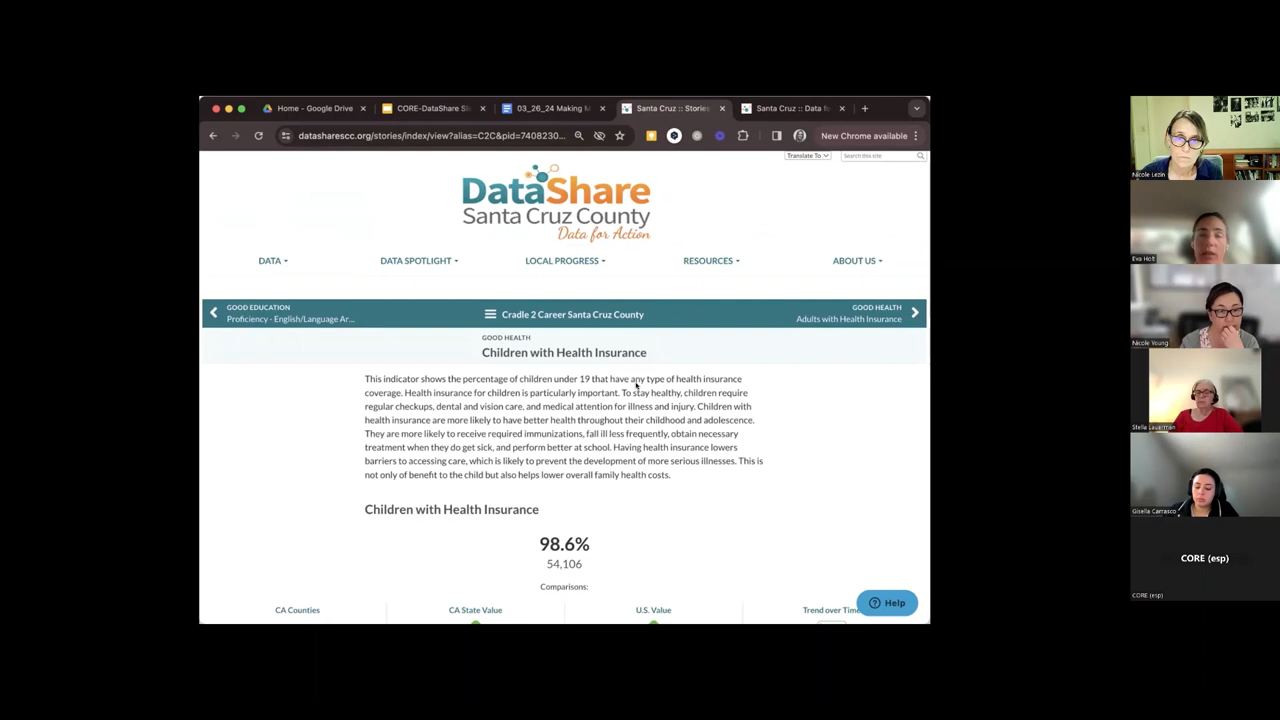 Home - Google Drive
CORE-DataShare Sl
03_26_24 Making M
Santa Cruz :: Stories
Santa Cruz :: Data fo
datasharescc.org/stories/index/view?alias=C2C&pid=7408230...
New Chrome available
Translate To
Search this site
DataShare
Santa Cruz County
Data for Action
DATA
DATA SPOTLIGHT
LOCAL PROGRESS
RESOURCES
ABOUT US
GOOD EDUCATION
Proficiency - English/Language Ar...
Cradle 2 Career Santa Cruz County
GOOD HEALTH
Adults with Health Insurance
GOOD HEALTH
Children with Health Insurance
This indicator shows the percentage of children under 19 that have any type of health insurance
coverage. Health insurance for children is particularly important. To stay healthy, children require
regular checkups, dental and vision care, and medical attention for illness and injury. Children with
health insurance are more likely to have better health throughout their childhood and adolescence.
They are more likely to receive required immunizations, fall ill less frequently, obtain necessary
treatment when they do get sick, and perform better at school. Having health insurance lowers
barriers to accessing care, which is likely to prevent the development of more serious illnesses. This is
not only of benefit to the child but also helps lower overall family health costs.
Children with Health Insurance
98.6%
54,106
Comparisons:
CA Counties
CA State Value
U.S. Value
Trend over Time
Help
Nicole Lezin
Eva Holt
Nicole Young
Stella Lauerman
Gisella Carrasco
CORE (esp)
CORE (esp)